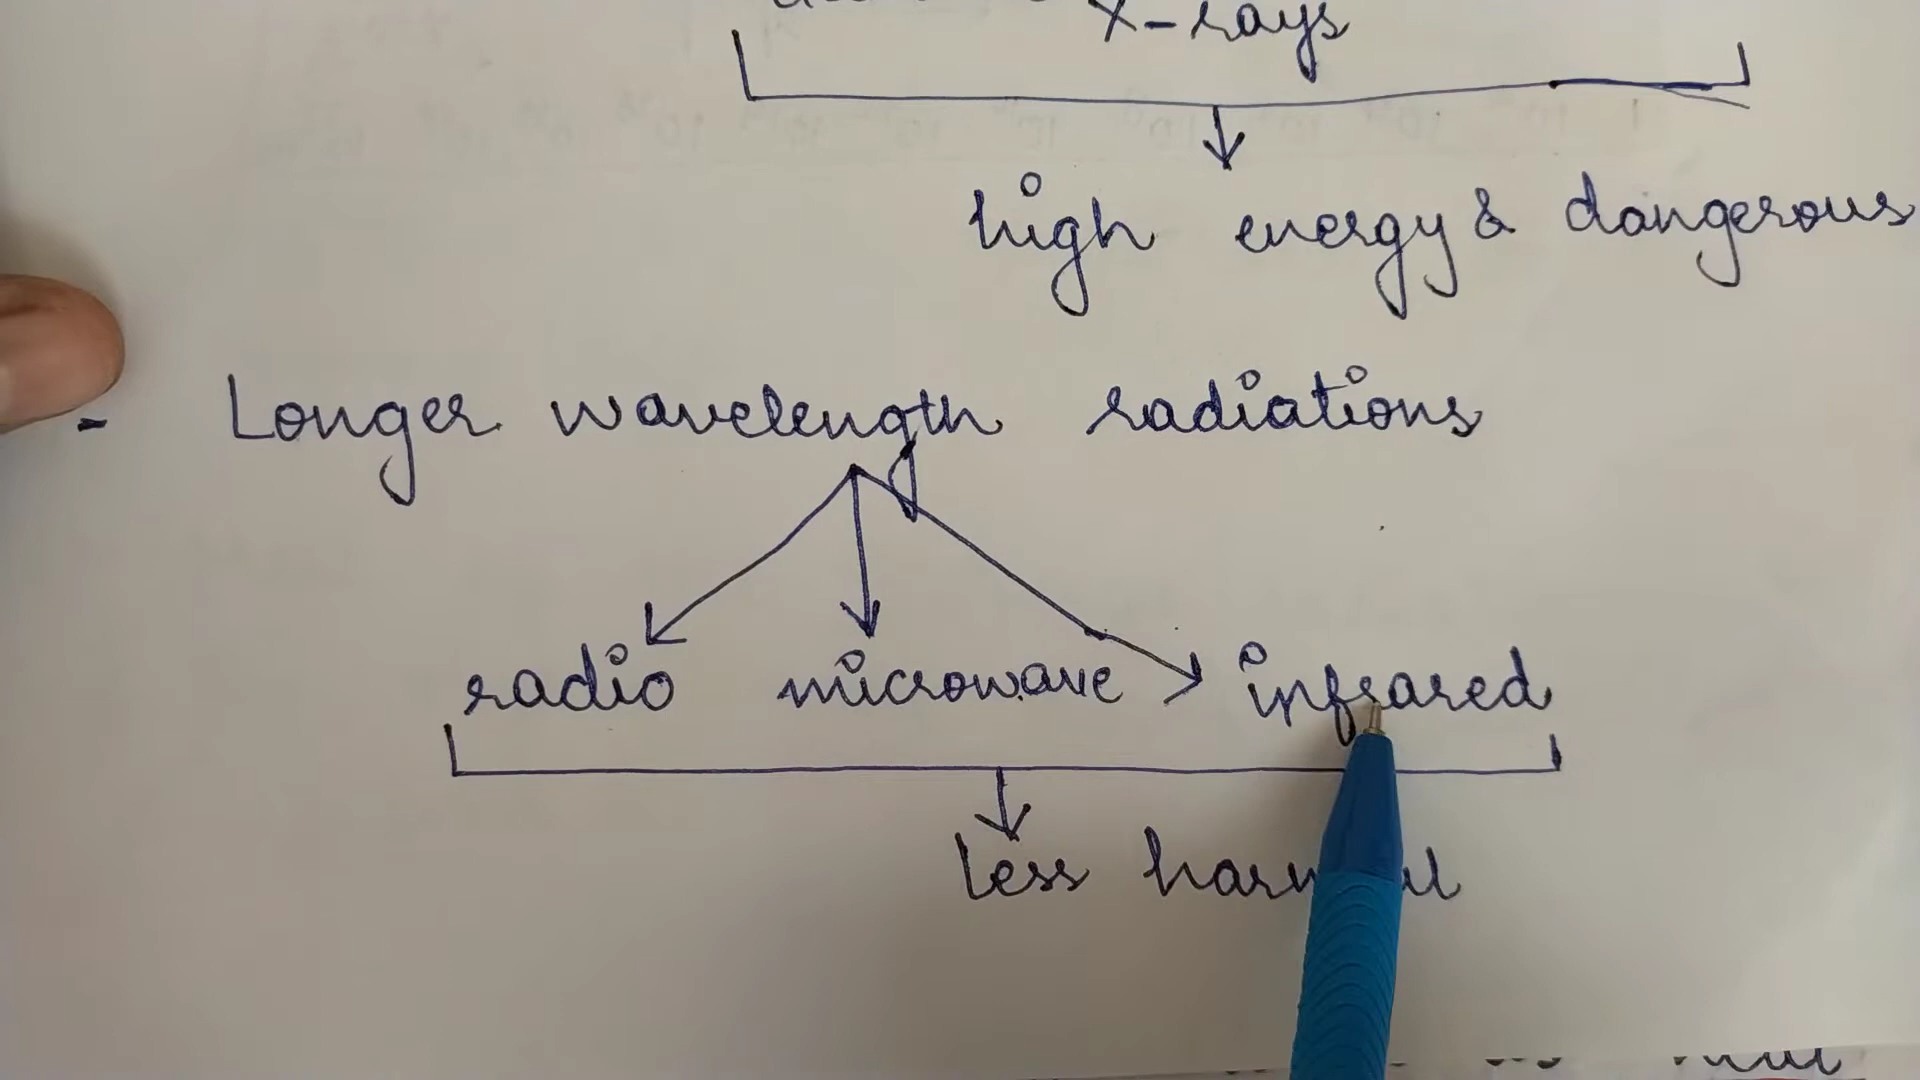 X-rays
high energy & dangerous
- Longer wavelength radiations
radio microwave infrared
less